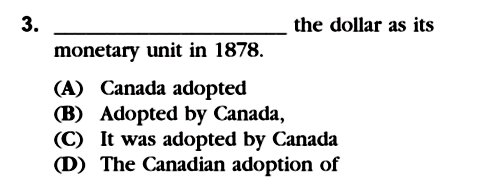 3. ____________________ the dollar as its
monetary unit in 1878.
(A) Canada adopted
(B) Adopted by Canada,
(C) It was adopted by Canada
(D) The Canadian adoption of